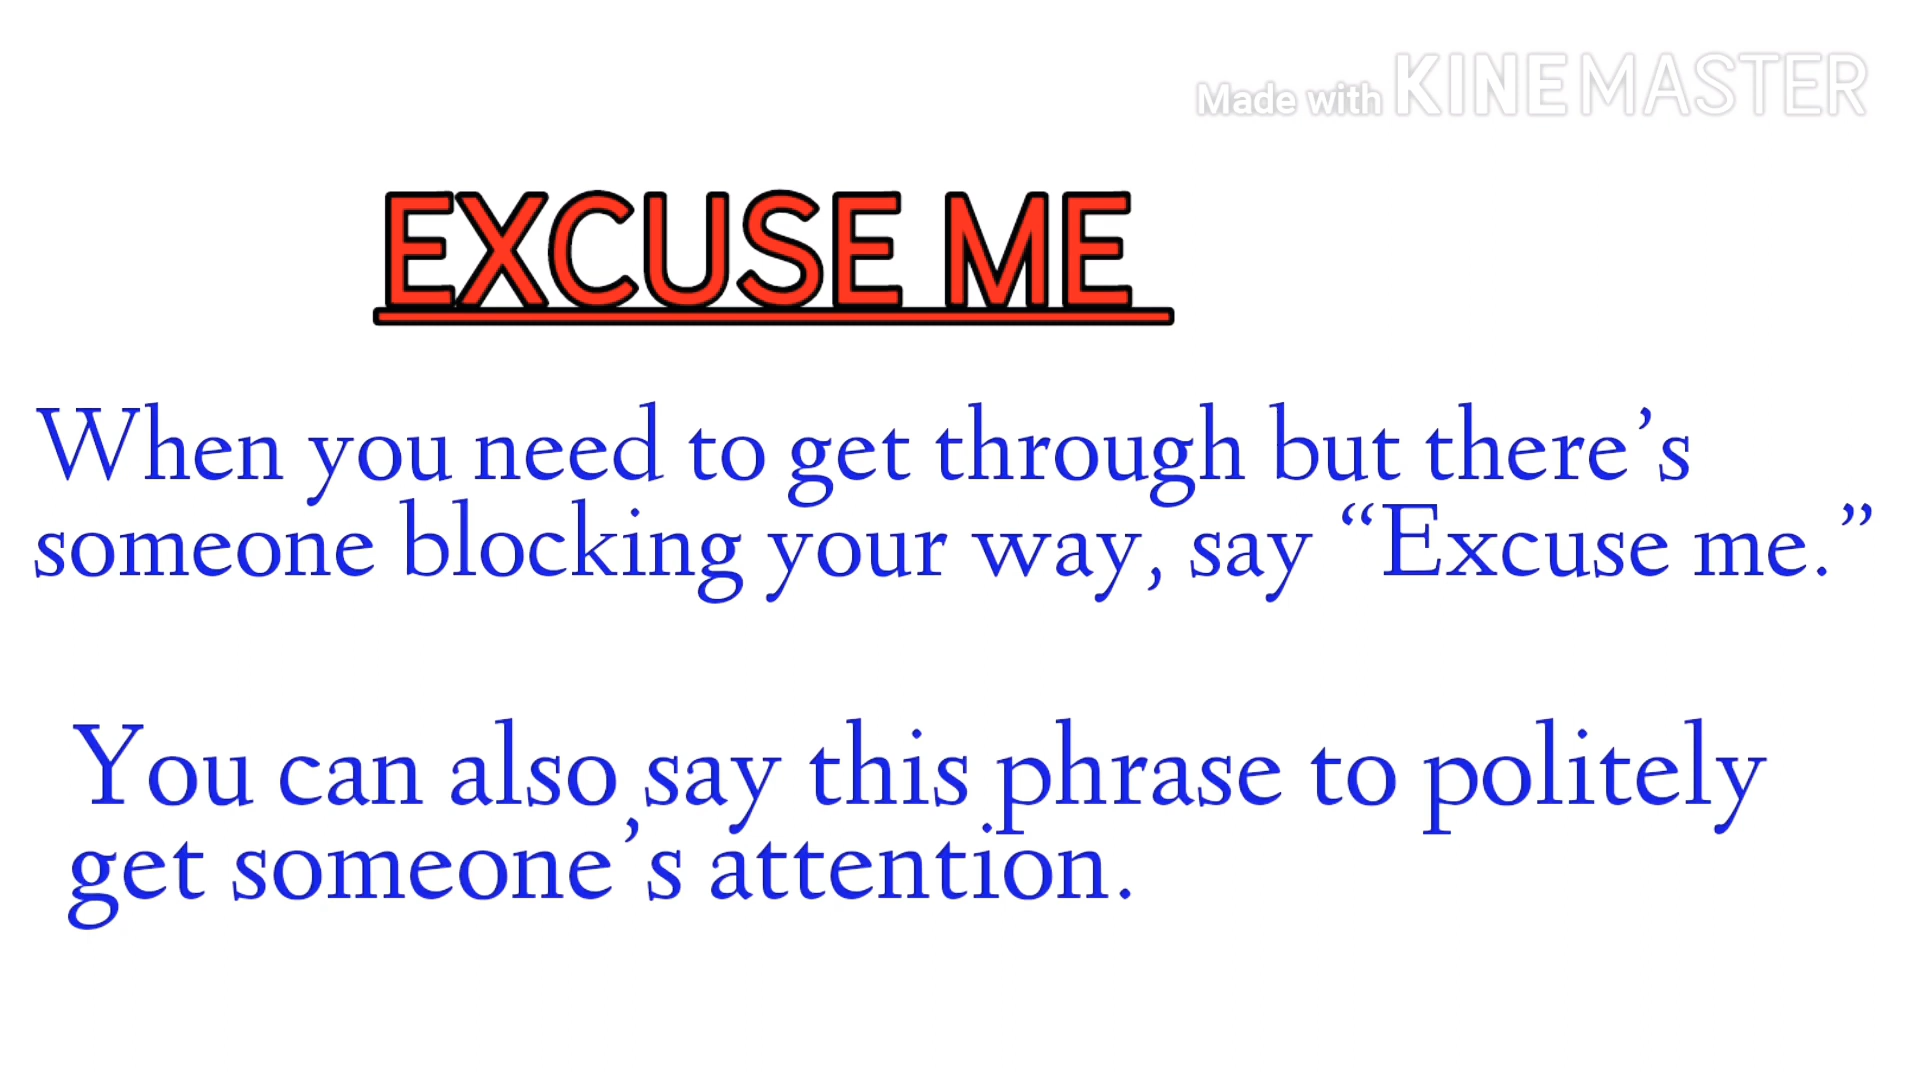 Made with KINEMASTER
EXCUSE ME
When you need to get through but there’s
someone blocking your way, say “Excuse me.”
You can also say this phrase to politely
get someone’s attention.